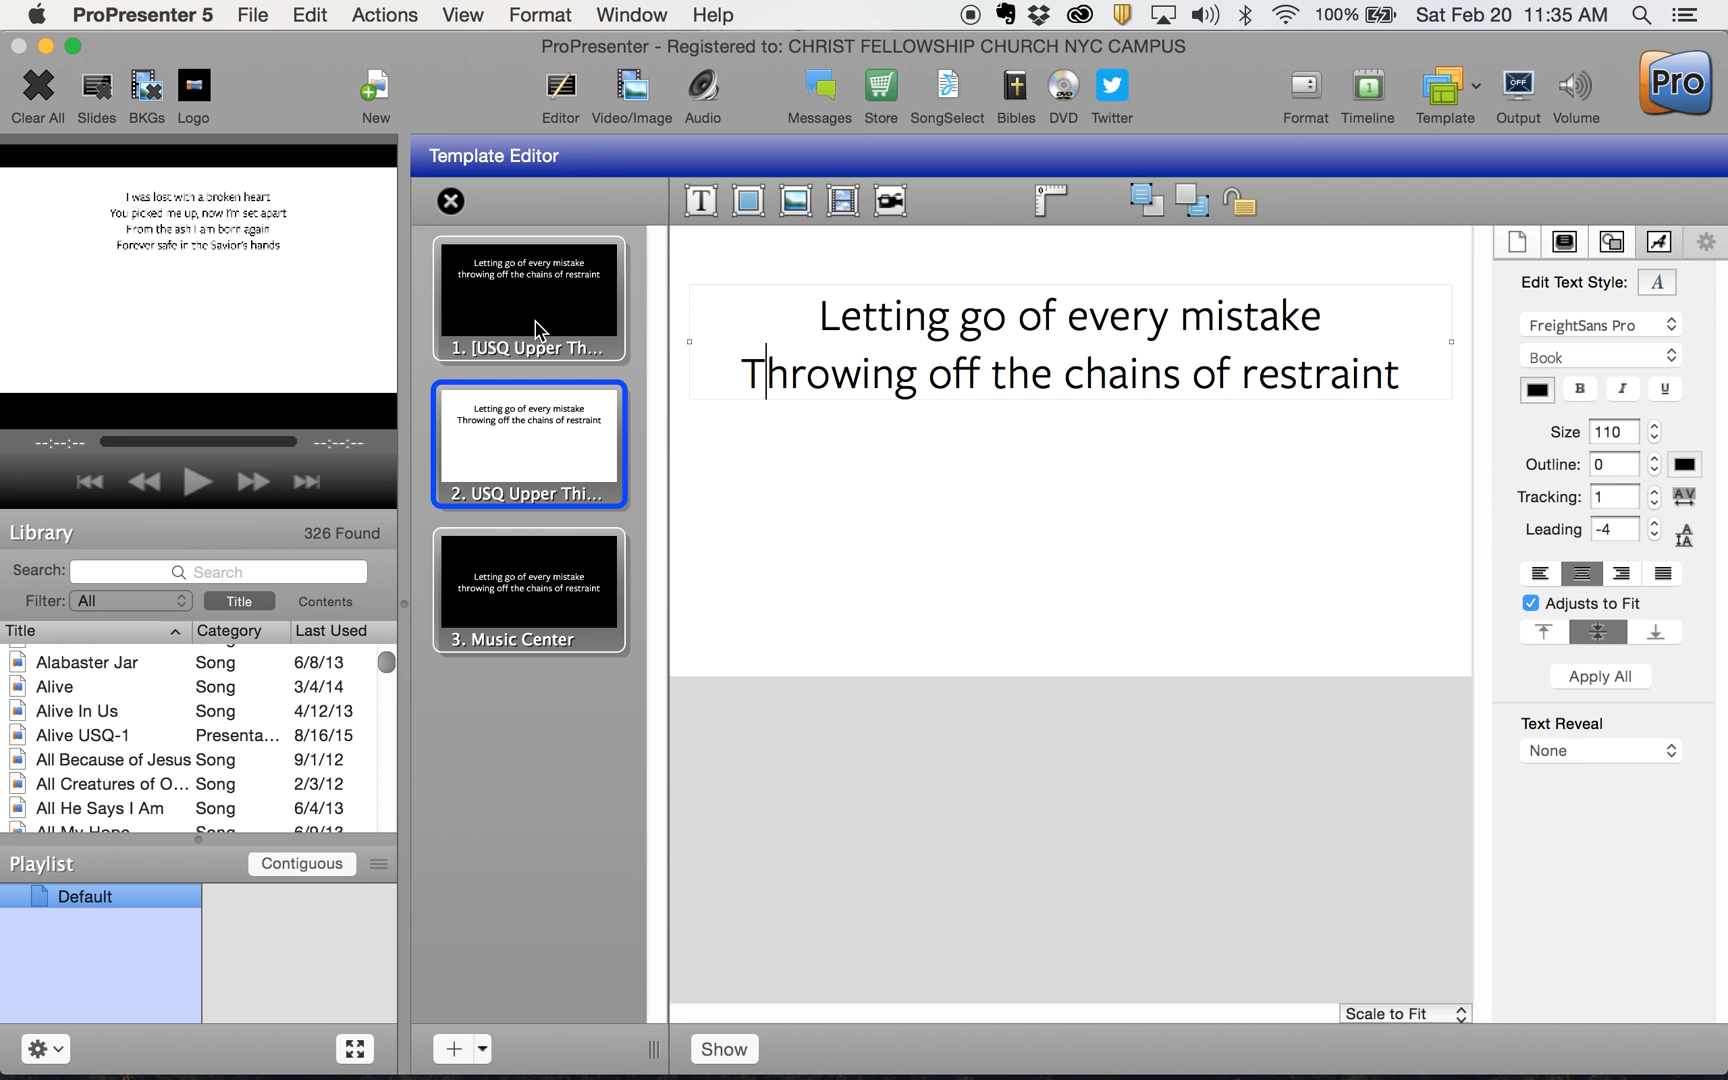 ProPresenter 5 File Edit Actions View Format Window Help 100% Sat Feb 20 11:35 AM
ProPresenter - Registered to: CHRIST FELLOWSHIP CHURCH NYC CAMPUS
Clear All Slides BKGs Logo New Editor Video/Image Audio Messages Store SongSelect Bibles DVD Twitter Format Timeline Template Output Volume
Pro
Template Editor
I was lost with a broken heart
You picked me up, now I'm set apart
From the ash I am born again
Forever safe in the Savior's hands
--:--:-- --:--:--
Library 326 Found
Search: Search
Filter: All Title Contents
Title Category Last Used
Alabaster Jar Song 6/8/13
Alive Song 3/4/14
Alive In Us Song 4/12/13
Alive USQ-1 Presenta... 8/16/15
All Because of Jesus Song 9/1/12
All Creatures of O... Song 2/3/12
All He Says I Am Song 6/4/13
All My Hope Song 6/9/13
Playlist Contiguous
Default
Letting go of every mistake
throwing off the chains of restraint
1. [USQ Upper Th...
Letting go of every mistake
Throwing off the chains of restraint
2. USQ Upper Thi...
Letting go of every mistake
throwing off the chains of restraint
3. Music Center
Letting go of every mistake
Throwing off the chains of restraint
Scale to Fit
Show
Edit Text Style: A
FreightSans Pro
Book
B I U
Size 110
Outline: 0
Tracking: 1
Leading -4
Adjusts to Fit
Apply All
Text Reveal
None